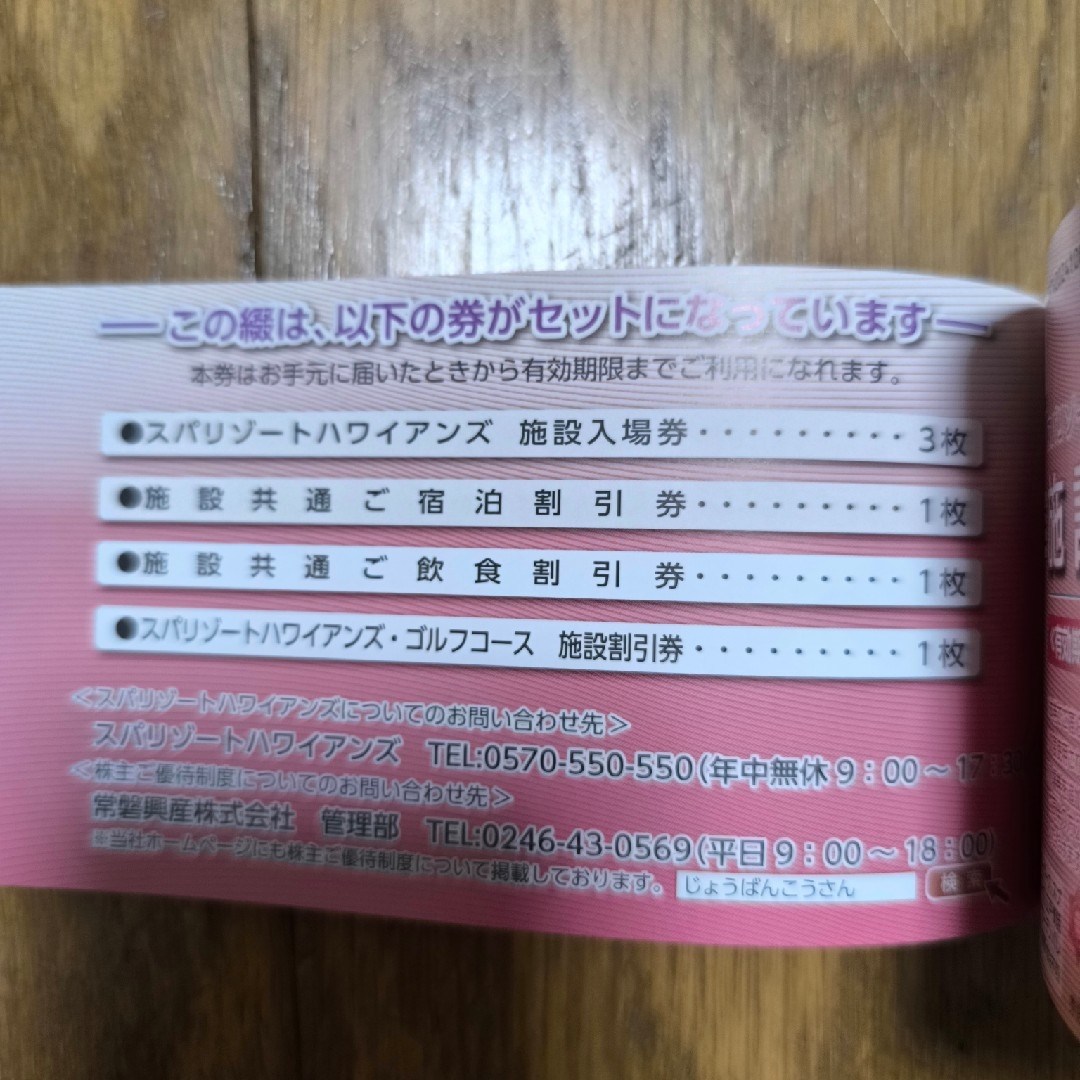 この綴は、以下の券がセットになっています
本券はお手元に届いたときから有効期限までご利用になれます。
●スパリゾートハワイアンズ 施設入場券・・・・・・・・・3枚
●施設共通ご宿泊割引券・・・・・・・・・1枚
●施設共通ご飲食割引券・・・・・・・・・1枚
●スパリゾートハワイアンズ・ゴルフコース 施設割引券・・・・・・・・・1枚
<スパリゾートハワイアンズについてのお問い合わせ先>
スパリゾートハワイアンズ TEL:0570-550-550(年中無休 9:00～17:30
<株主ご優待制度についてのお問い合わせ先>
常磐興産株式会社 管理部 TEL:0246-43-0569(平日9:00～18:00)
※当社ホームページにも株主ご優待制度について掲載しております。 じょうばんこうさん 検索
施